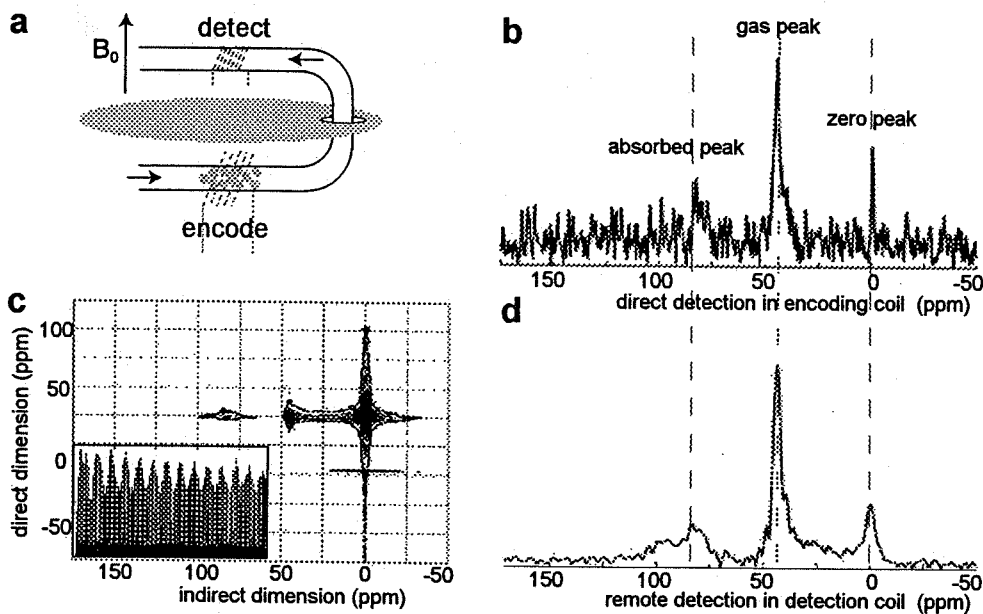 a
B₀
detect
encode
b
gas peak
absorbed peak
zero peak
150 100 50 0 -50
direct detection in encoding coil (ppm)
c
direct dimension (ppm)
100
50
0
-50
150 100 50 0 -50
indirect dimension (ppm)
d
150 100 50 0 -50
remote detection in detection coil (ppm)